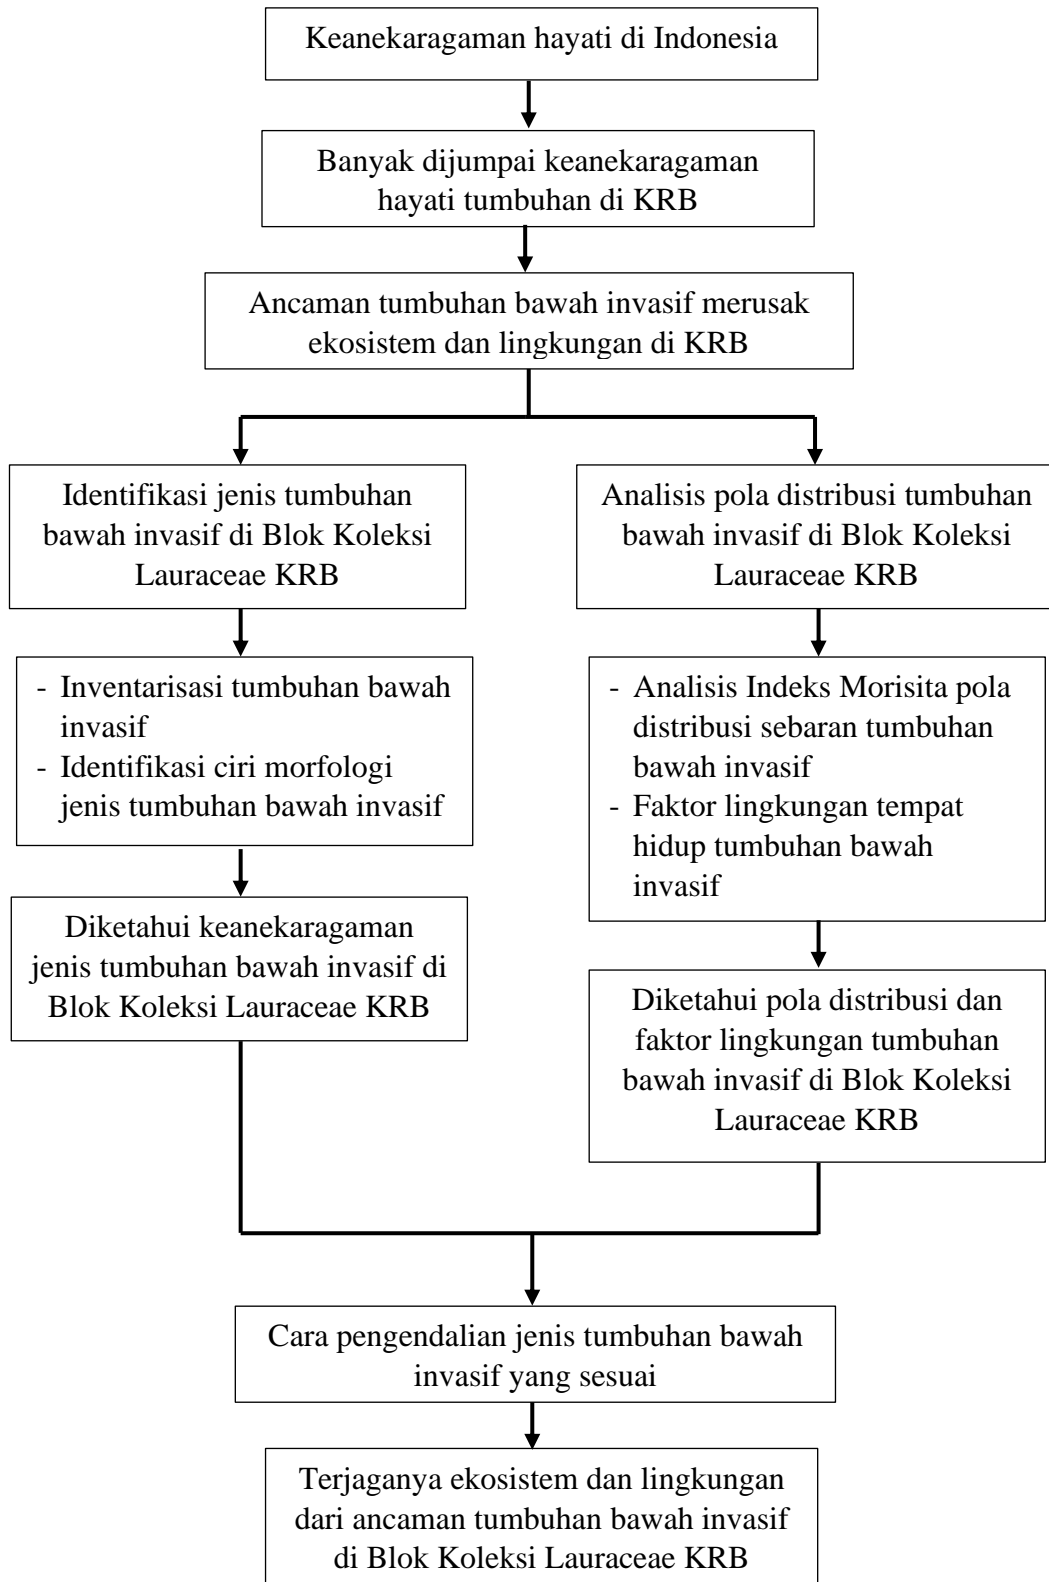 Keanekaragaman hayati di Indonesia
Banyak dijumpai keanekaragaman
hayati tumbuhan di KRB
Ancaman tumbuhan bawah invasif merusak
ekosistem dan lingkungan di KRB
Identifikasi jenis tumbuhan
bawah invasif di Blok Koleksi
Lauraceae KRB
Analisis pola distribusi tumbuhan
bawah invasif di Blok Koleksi
Lauraceae KRB
- Inventarisasi tumbuhan bawah
invasif
- Identifikasi ciri morfologi
jenis tumbuhan bawah invasif
- Analisis Indeks Morisita pola
distribusi sebaran tumbuhan
bawah invasif
- Faktor lingkungan tempat
hidup tumbuhan bawah
invasif
Diketahui keanekaragaman
jenis tumbuhan bawah invasif di
Blok Koleksi Lauraceae KRB
Diketahui pola distribusi dan
faktor lingkungan tumbuhan
bawah invasif di Blok Koleksi
Lauraceae KRB
Cara pengendalian jenis tumbuhan bawah
invasif yang sesuai
Terjaganya ekosistem dan lingkungan
dari ancaman tumbuhan bawah invasif
di Blok Koleksi Lauraceae KRB